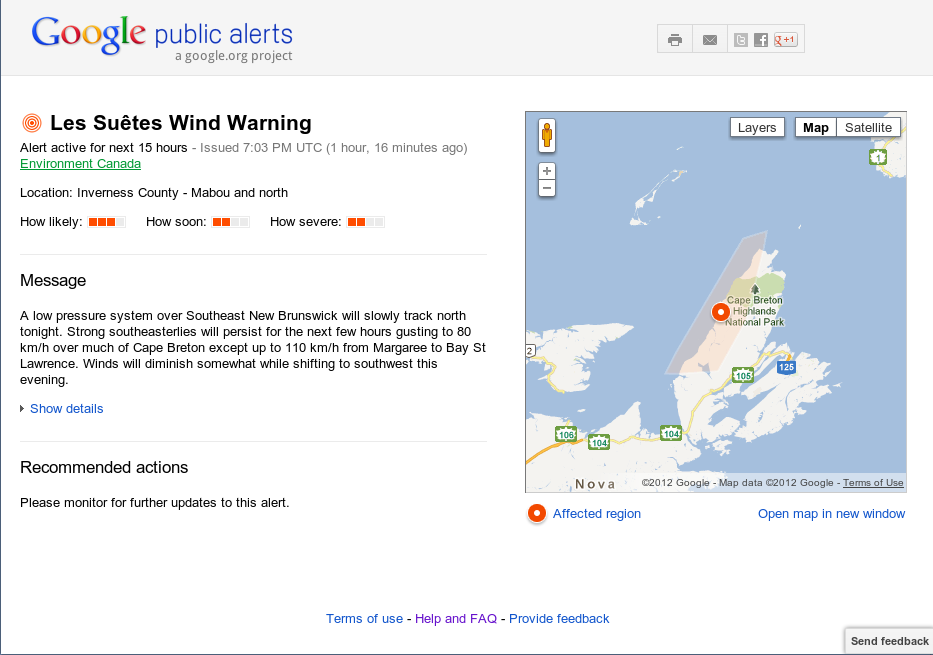 Google public alerts
a google.org project
g +1
Les Suêtes Wind Warning
Alert active for next 15 hours - Issued 7:03 PM UTC (1 hour, 16 minutes ago)
Environment Canada
Location: Inverness County - Mabou and north
How likely: How soon: How severe:
Message
A low pressure system over Southeast New Brunswick will slowly track north
tonight. Strong southeasterlies will persist for the next few hours gusting to 80
km/h over much of Cape Breton except up to 110 km/h from Margaree to Bay St
Lawrence. Winds will diminish somewhat while shifting to southwest this
evening.
Show details
Recommended actions
Please monitor for further updates to this alert.
Layers Map Satellite
+
−
1
Cape Breton
Highlands
National Park
2
125
105
104
106
104
Nova
©2012 Google - Map data ©2012 Google - Terms of Use
Affected region Open map in new window
Terms of use - Help and FAQ - Provide feedback
Send feedback